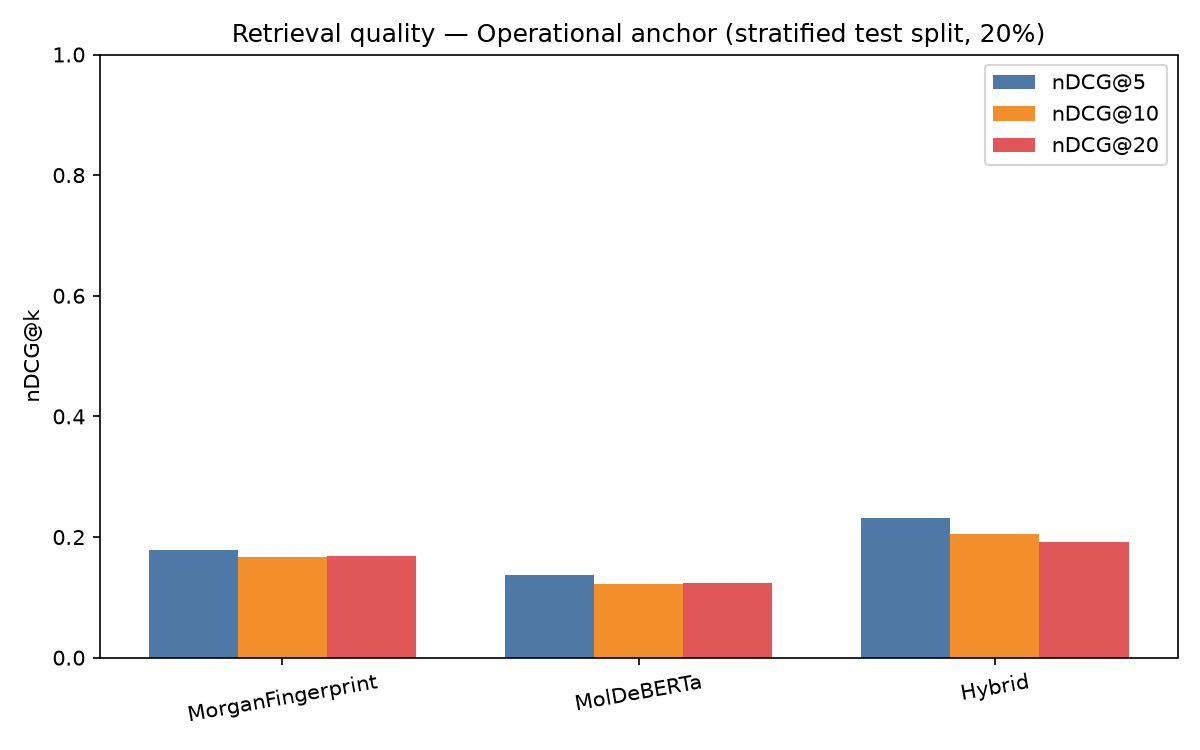 Retrieval quality — Operational anchor (stratified test split, 20%)
1.0
0.8
0.6
0.4
0.2
0.0
nDCG@k
nDCG@5
nDCG@10
nDCG@20
MorganFingerprint
MolDeBERTa
Hybrid